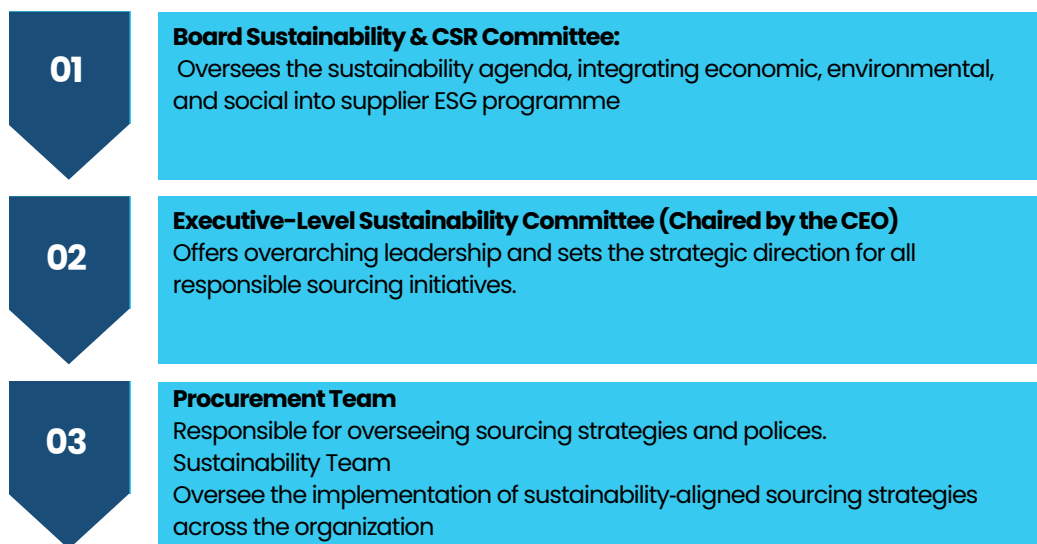 01
Board Sustainability & CSR Committee:
Oversees the sustainability agenda, integrating economic, environmental,
and social into supplier ESG programme
02
Executive-Level Sustainability Committee (Chaired by the CEO)
Offers overarching leadership and sets the strategic direction for all
responsible sourcing initiatives.
03
Procurement Team
Responsible for overseeing sourcing strategies and polices.
Sustainability Team
Oversee the implementation of sustainability-aligned sourcing strategies
across the organization